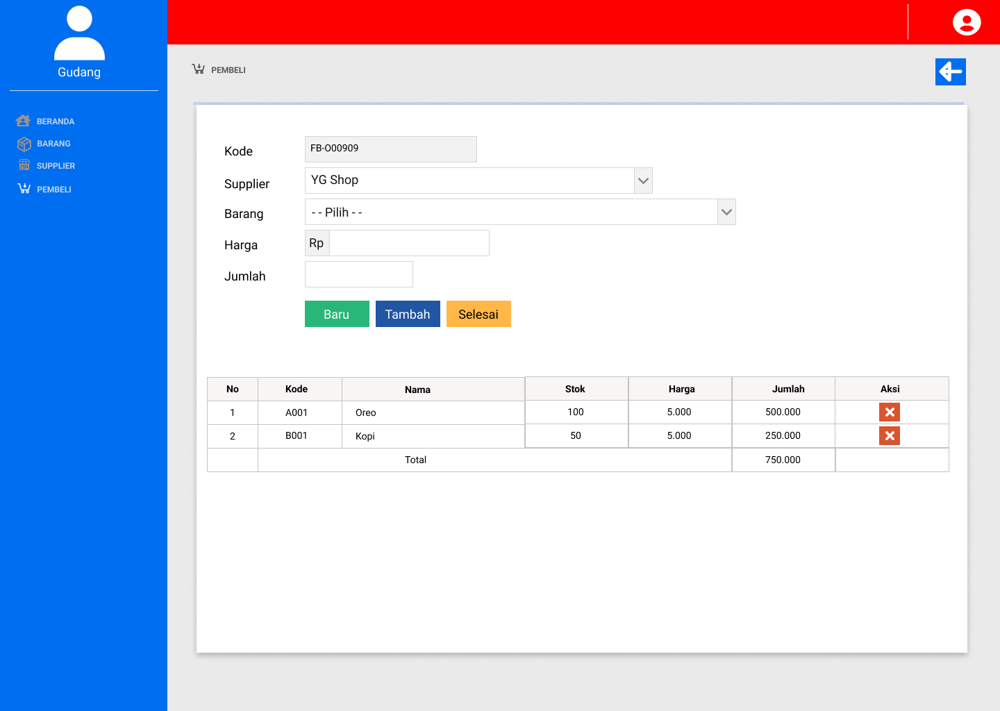 Gudang
BERANDA
BARANG
SUPPLIER
PEMBELI
PEMBELI
Kode FB-O00909
Supplier YG Shop
Barang - - Pilih - -
Harga Rp
Jumlah
Baru Tambah Selesai
No Kode Nama Stok Harga Jumlah Aksi
1 A001 Oreo 100 5.000 500.000
2 B001 Kopi 50 5.000 250.000
Total 750.000